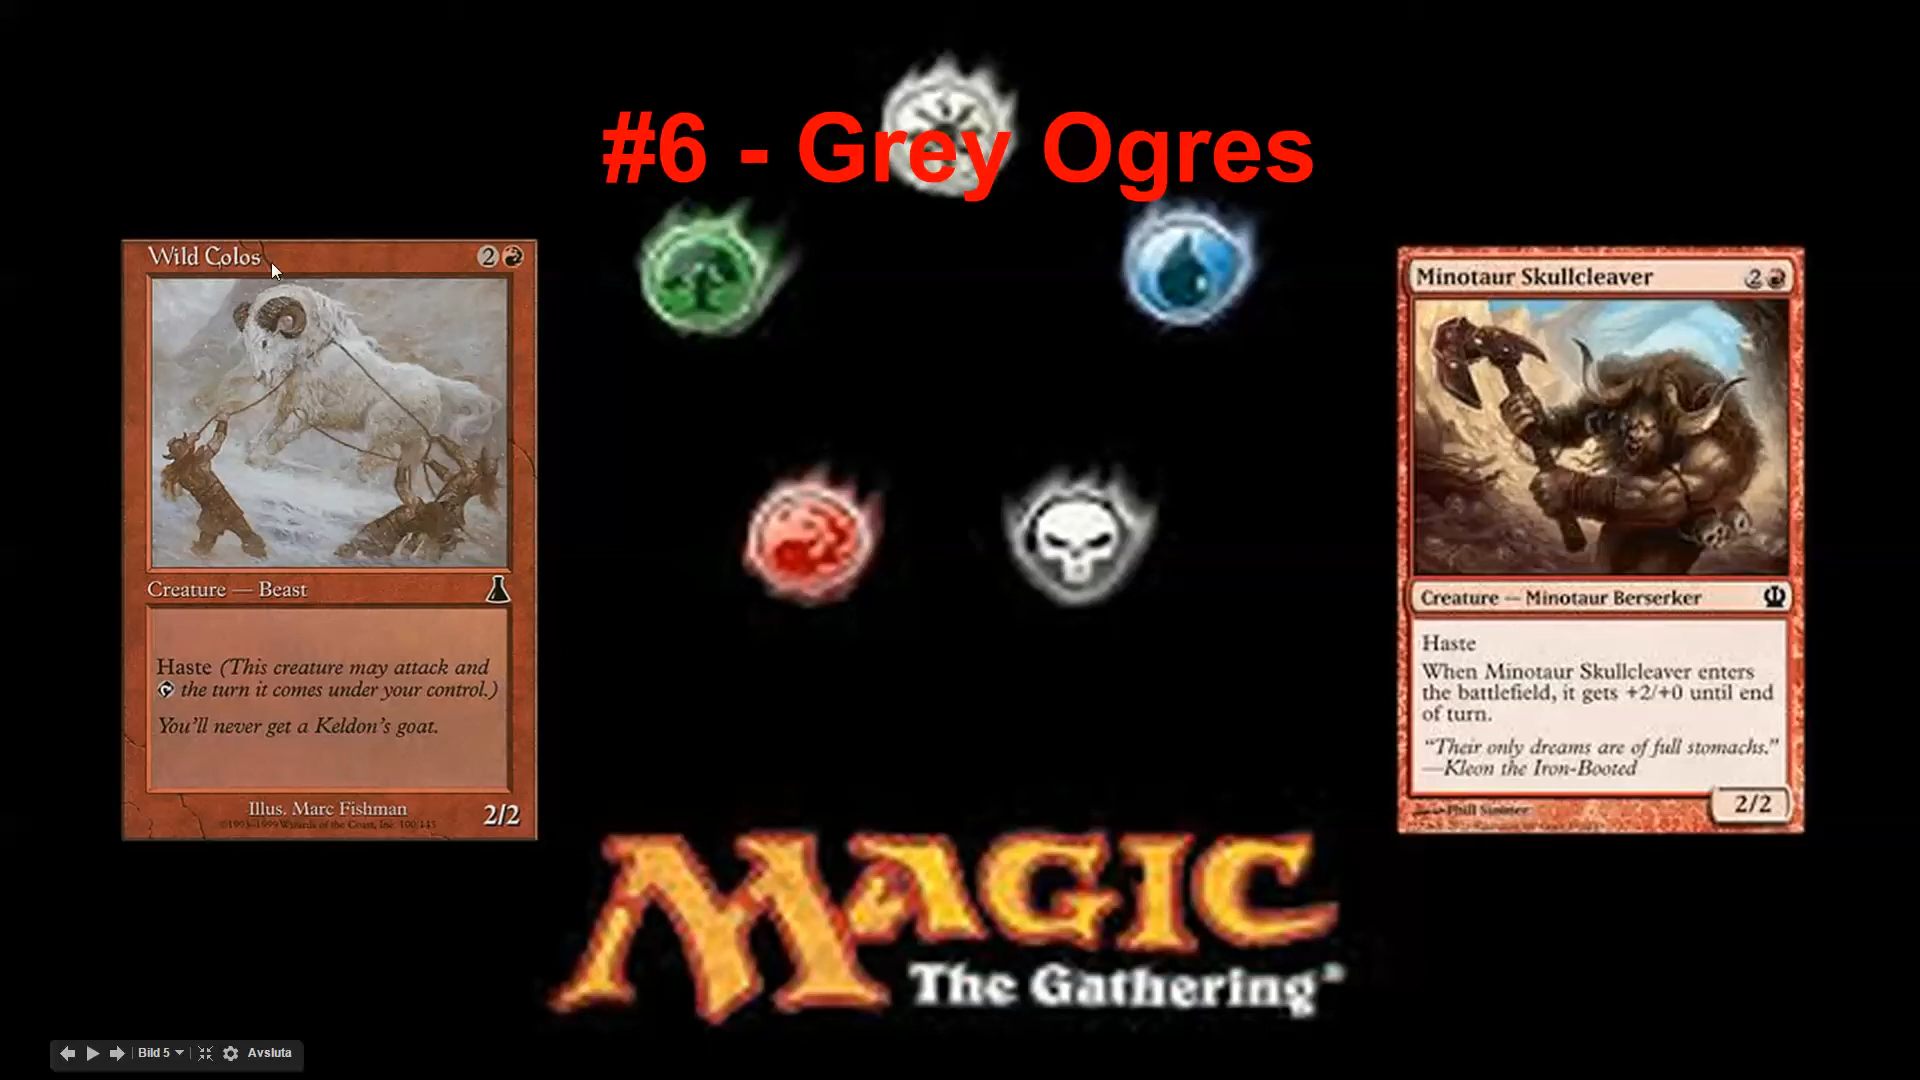 #6 - Grey Ogres
Wild Colos
2
Creature — Beast
Haste (This creature may attack and
the turn it comes under your control.)
You'll never get a Keldon's goat.
Illus. Marc Fishman
2/2
Minotaur Skullcleaver
2
Creature — Minotaur Berserker
Haste
When Minotaur Skullcleaver enters
the battlefield, it gets +2/+0 until end
of turn.
"Their only dreams are of full stomachs."
—Kleon the Iron-Booted
2/2
MAGIC
The Gathering®
Bild 5
Avsluta